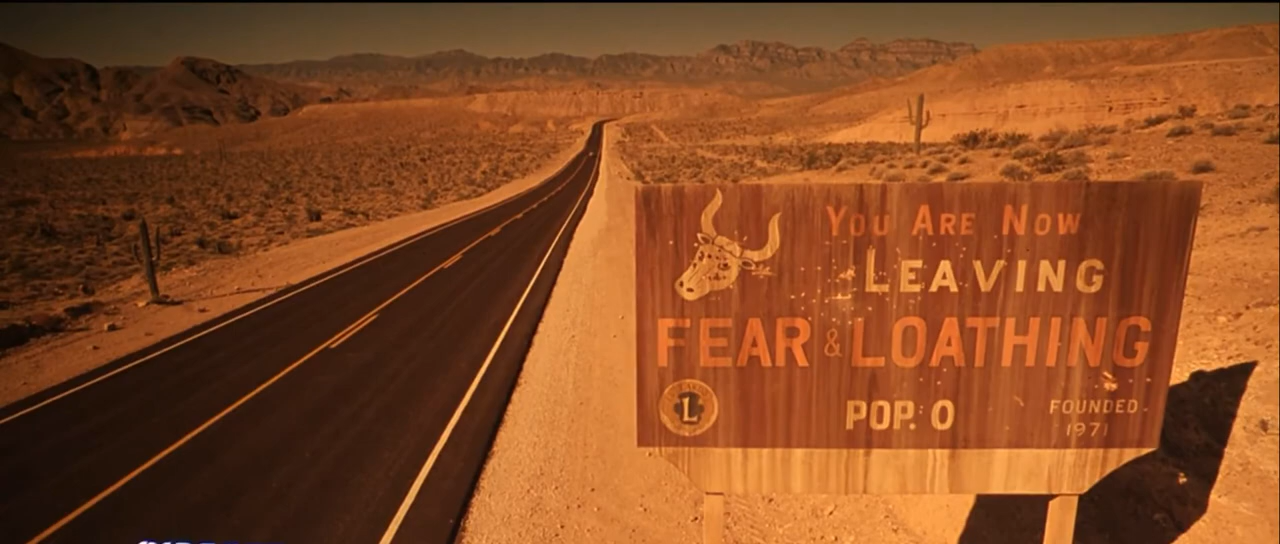 You Are Now
LEAVING
FEAR & LOATHING
L
POP. 0
FOUNDED.
1971